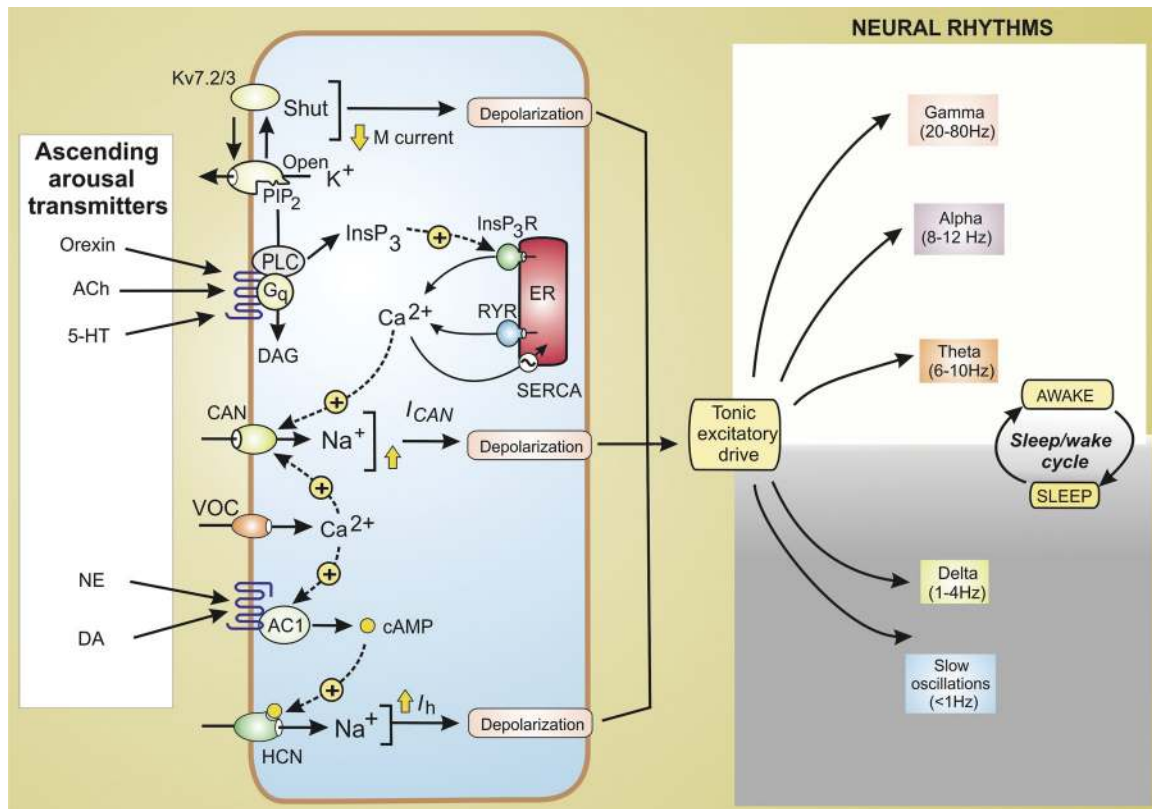 NEURAL RHYTHMS
Kv7.2/3
Shut
M current
Depolarization
Open
K+
PIP2
Ascending
arousal
transmitters
Orexin
ACh
5-HT
PLC
Gq
DAG
InsP3
+
InsP3R
ER
RYR
Ca2+
SERCA
+
CAN
Na+
ICAN
Depolarization
+
VOC
Ca2+
+
NE
DA
AC1
cAMP
+
HCN
Na+
Ih
Depolarization
Tonic
excitatory
drive
Gamma
(20-80Hz)
Alpha
(8-12 Hz)
Theta
(6-10Hz)
AWAKE
Sleep/wake
cycle
SLEEP
Delta
(1-4Hz)
Slow
oscillations
(<1Hz)